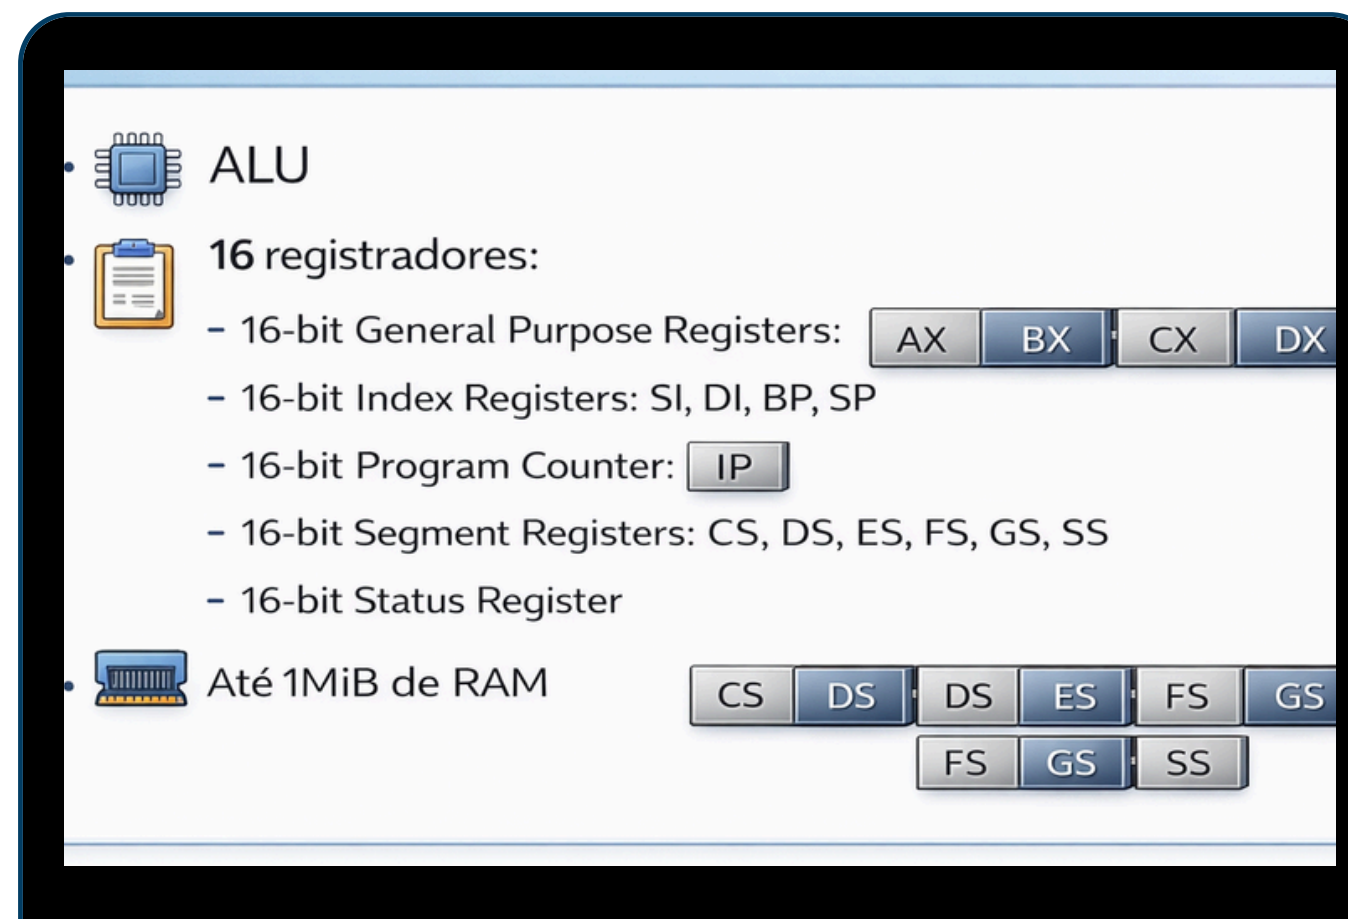 ALU
16 registradores:
– 16-bit General Purpose Registers: AX BX CX DX
– 16-bit Index Registers: SI, DI, BP, SP
– 16-bit Program Counter: IP
– 16-bit Segment Registers: CS, DS, ES, FS, GS, SS
– 16-bit Status Register
Até 1MiB de RAM CS DS DS ES FS GS
FS GS SS